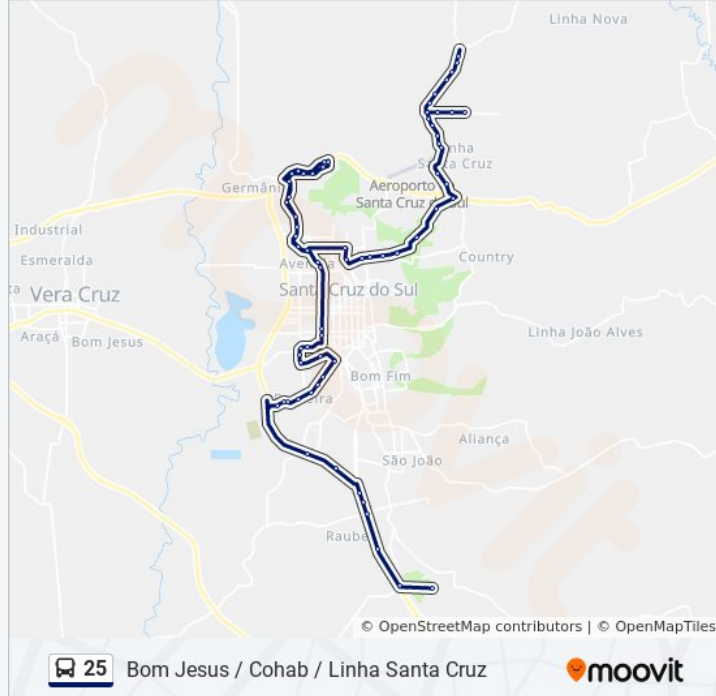 Linha Nova
Linha
Santa Cruz
Germâni
Aeroporto
Santa Cruz do Sul
Industrial
Esmeralda
Avenida
Country
Vera Cruz
Santa Cruz do Sul
Araçá
Bom Jesus
Linha João Alves
Bom Fim
Aliança
São João
Raube
© OpenStreetMap contributors | © OpenMapTiles
25
Bom Jesus / Cohab / Linha Santa Cruz
moovit